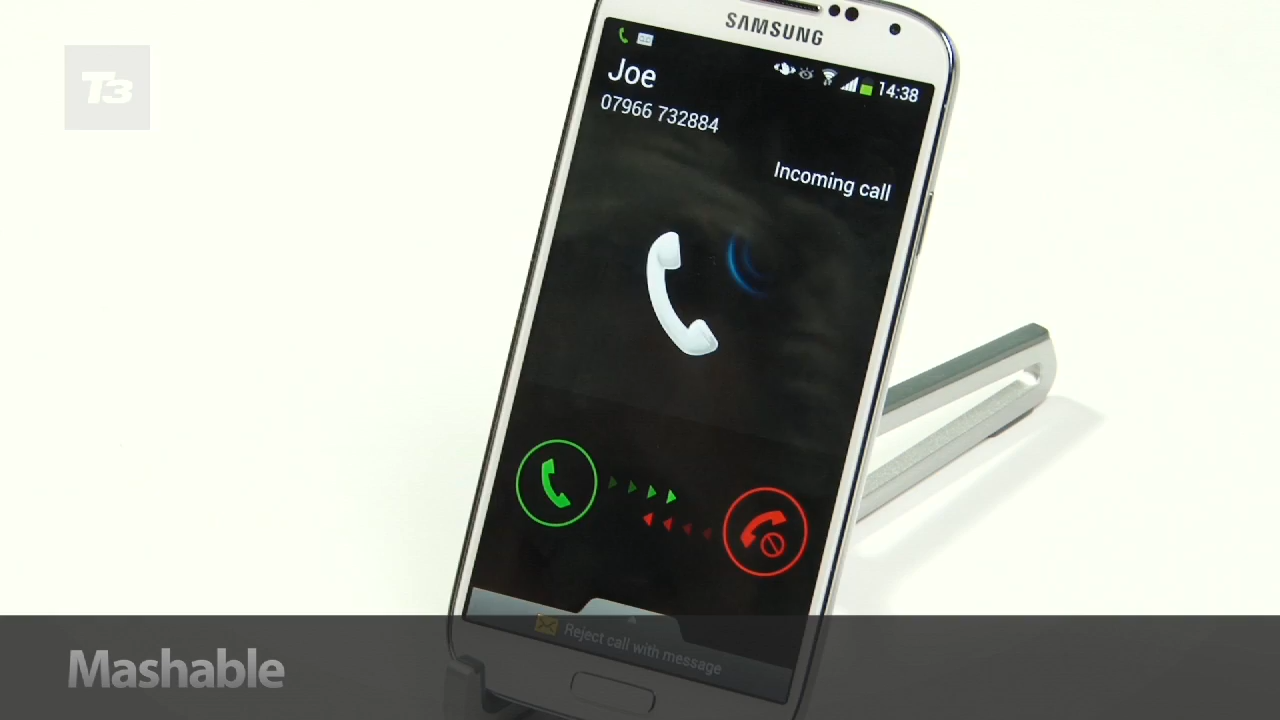 T3
SAMSUNG
14:38
Joe
07966 732884
Incoming call
Reject call with message
Mashable